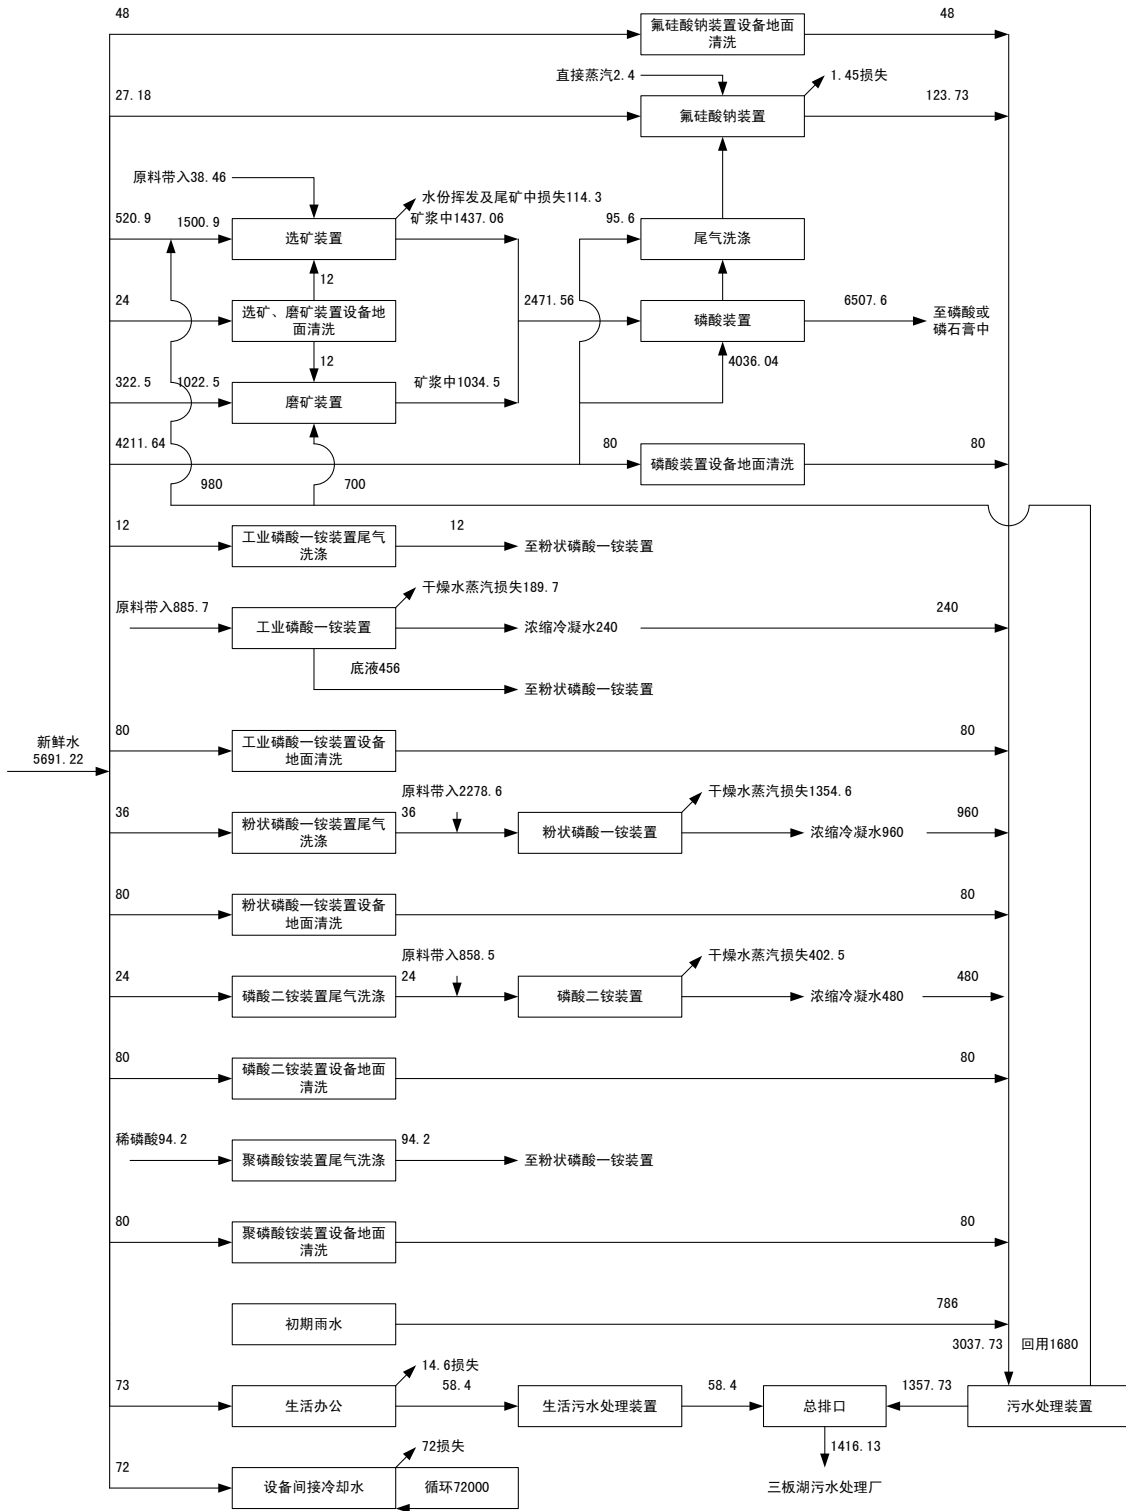 48
氟硅酸钠装置设备地面
清洗
48
直接蒸汽2.4
1.45损失
27.18
氟硅酸钠装置
123.73
原料带入38.46
水份挥发及尾矿中损失114.3
520.9
1500.9
选矿装置
矿浆中1437.06
95.6
尾气洗涤
12
24
选矿、磨矿装置设备地
面清洗
2471.56
磷酸装置
6507.6
至磷酸或
磷石膏中
12
4036.04
322.5
1022.5
磨矿装置
矿浆中1034.5
4211.64
80
磷酸装置设备地面清洗
80
980
700
12
工业磷酸一铵装置尾气
洗涤
12
至粉状磷酸一铵装置
原料带入885.7
干燥水蒸汽损失189.7
工业磷酸一铵装置
浓缩冷凝水240
240
底液456
至粉状磷酸一铵装置
新鲜水
5691.22
80
工业磷酸一铵装置设备
地面清洗
80
原料带入2278.6
干燥水蒸汽损失1354.6
36
粉状磷酸一铵装置尾气
洗涤
36
粉状磷酸一铵装置
浓缩冷凝水960
960
80
粉状磷酸一铵装置设备
地面清洗
80
原料带入858.5
干燥水蒸汽损失402.5
24
磷酸二铵装置尾气洗涤
24
磷酸二铵装置
浓缩冷凝水480
480
80
磷酸二铵装置设备地面
清洗
80
稀磷酸94.2
聚磷酸铵装置尾气洗涤
94.2
至粉状磷酸一铵装置
80
聚磷酸铵装置设备地面
清洗
80
初期雨水
786
3037.73
回用1680
14.6损失
73
生活办公
58.4
生活污水处理装置
58.4
总排口
1357.73
污水处理装置
1416.13
三板湖污水处理厂
72损失
72
设备间接冷却水
循环72000